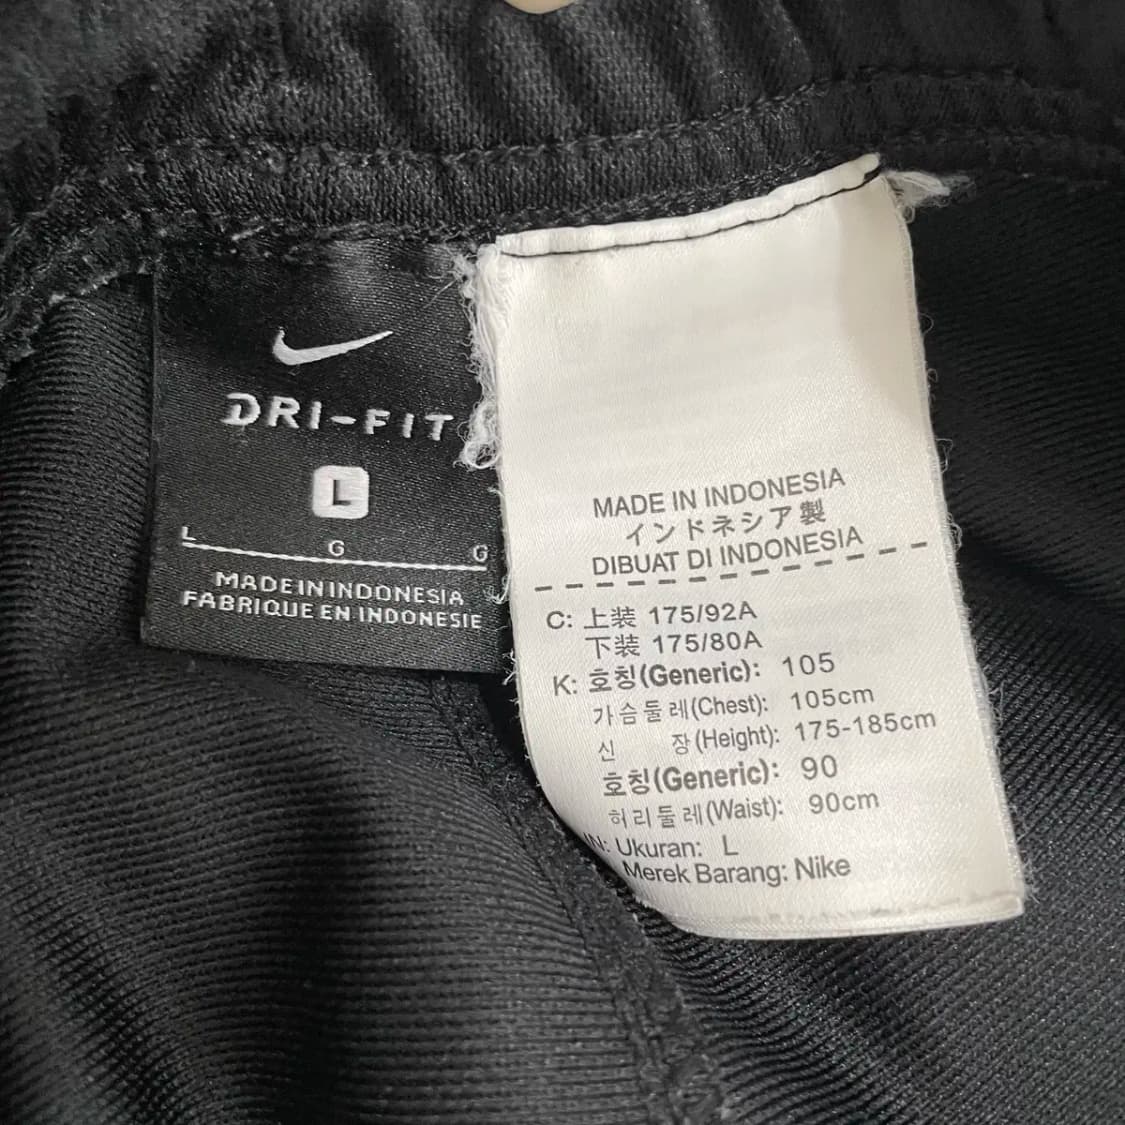 DRI-FIT
L
L G G
MADE IN INDONESIA
FABRIQUE EN INDONESIE
MADE IN INDONESIA
インドネシア製
DIBUAT DI INDONESIA
C: 上装 175/92A
下装 175/80A
K: 호칭(Generic): 105
가슴둘레(Chest): 105cm
신 장(Height): 175-185cm
호칭(Generic): 90
허리둘레(Waist): 90cm
IN: Ukuran: L
Merek Barang: Nike